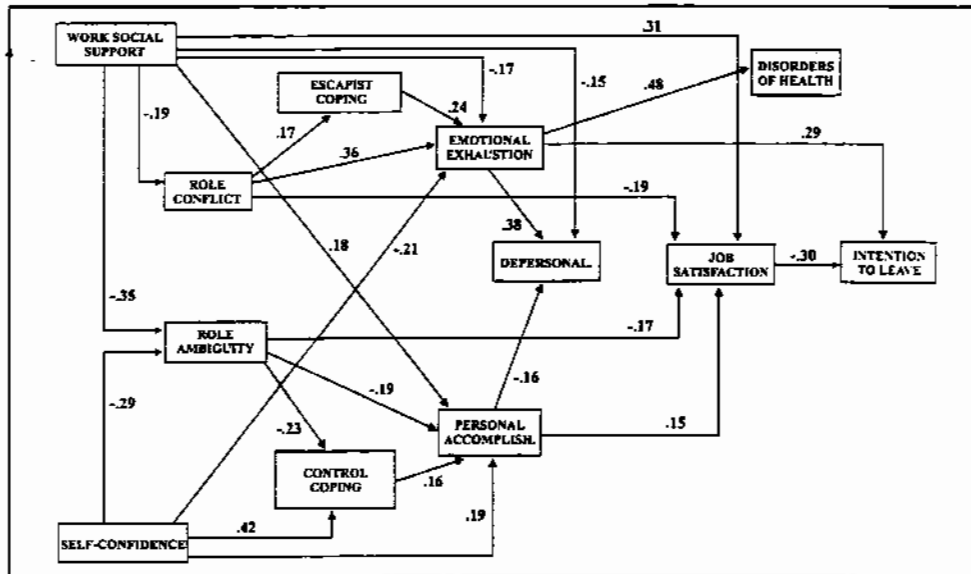 WORK SOCIAL
SUPPORT
.31
-.17
-.15
DISORDERS
OF HEALTH
ESCAPIST
COPING
.48
-.19
.24
.17
EMOTIONAL
EXHAUSTION
.29
.36
ROLE
CONFLICT
-.19
.38
.18
-.21
DEPERSONAL.
JOB
SATISFACTION
-.30
INTENTION
TO LEAVE
-.35
ROLE
AMBIGUITY
-.17
-.16
-.19
-.29
PERSONAL
ACCOMPLISH.
.15
-.23
CONTROL
COPING
.16
.19
.42
SELF-CONFIDENCE